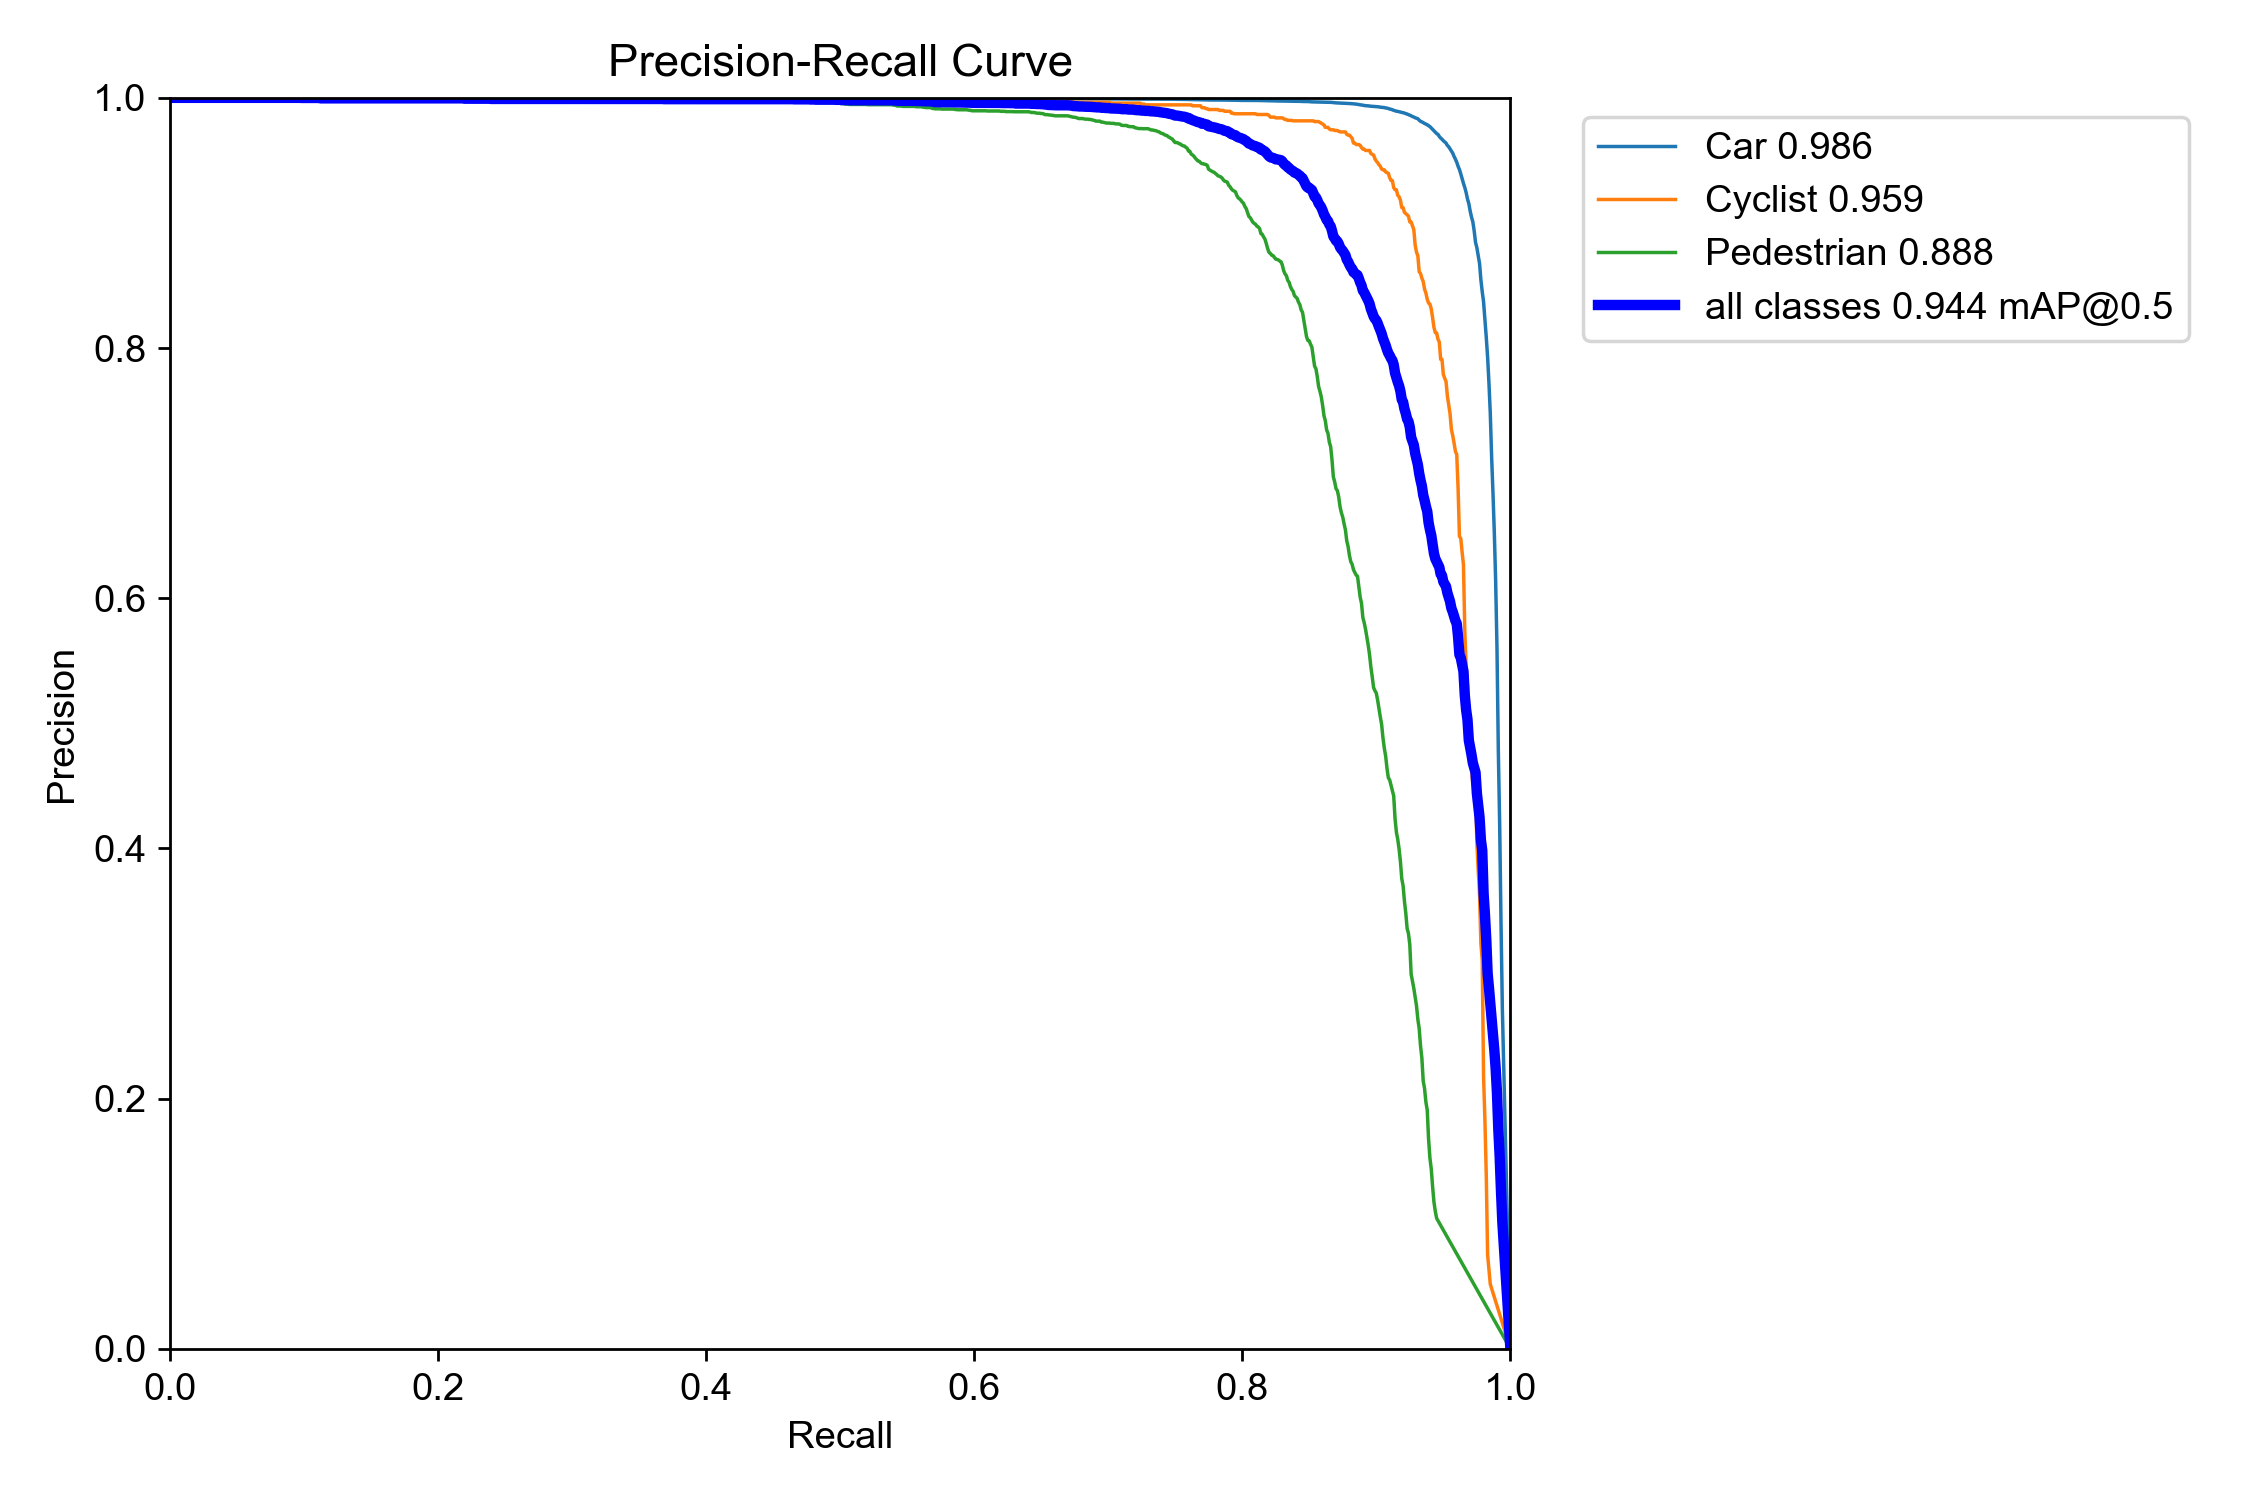 Precision-Recall Curve
1.0
0.8
0.6
0.4
0.2
0.0
Precision
0.0 0.2 0.4 0.6 0.8 1.0
Recall
Car 0.986
Cyclist 0.959
Pedestrian 0.888
all classes 0.944 mAP@0.5